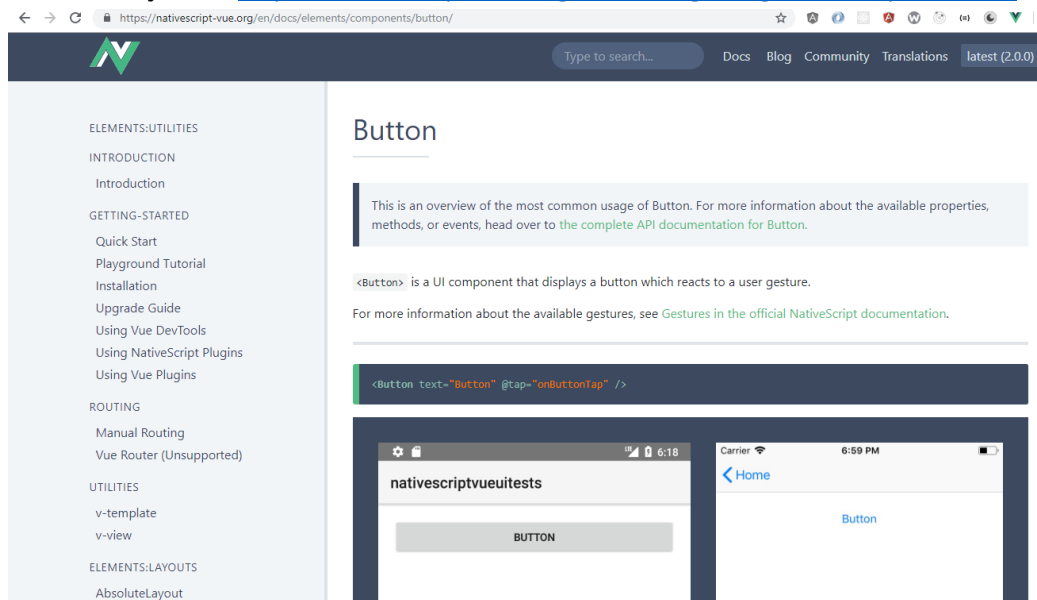 https://nativescript-vue.org/en/docs/elements/components/button/
Type to search...
Docs
Blog
Community
Translations
latest (2.0.0)
ELEMENTS:UTILITIES
INTRODUCTION
Introduction
GETTING-STARTED
Quick Start
Playground Tutorial
Installation
Upgrade Guide
Using Vue DevTools
Using NativeScript Plugins
Using Vue Plugins
ROUTING
Manual Routing
Vue Router (Unsupported)
UTILITIES
v-template
v-view
ELEMENTS:LAYOUTS
AbsoluteLayout
Button
This is an overview of the most common usage of Button. For more information about the available properties,
methods, or events, head over to the complete API documentation for Button.
<Button> is a UI component that displays a button which reacts to a user gesture.
For more information about the available gestures, see Gestures in the official NativeScript documentation.
<Button text="Button" @tap="onButtonTap" />
6:18
nativescriptvueuitests
BUTTON
Carrier
6:59 PM
Home
Button